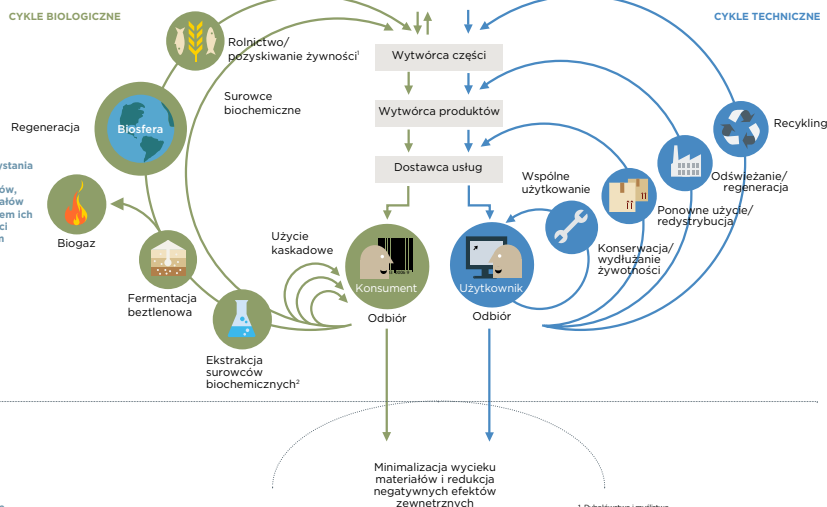 CYKLE BIOLOGICZNE
CYKLE TECHNICZNE
Rolnictwo/
pozyskiwanie żywności¹
Wytwórca części
Surowce
biochemiczne
Wytwórca produktów
Regeneracja
Biosfera
Recykling
Dostawca usług
Wspólne
użytkowanie
Odświeżanie/
regeneracja
Ponowne użycie/
redystrybucja
Biogaz
Użycie
kaskadowe
Konserwacja/
wydłużanie
żywotności
Konsument
Użytkownik
Odbiór
Odbiór
Fermentacja
beztlenowa
Ekstrakcja
surowców
biochemicznych²
Minimalizacja wycieku
materiałów i redukcja
negatywnych efektów
zewnetrznych